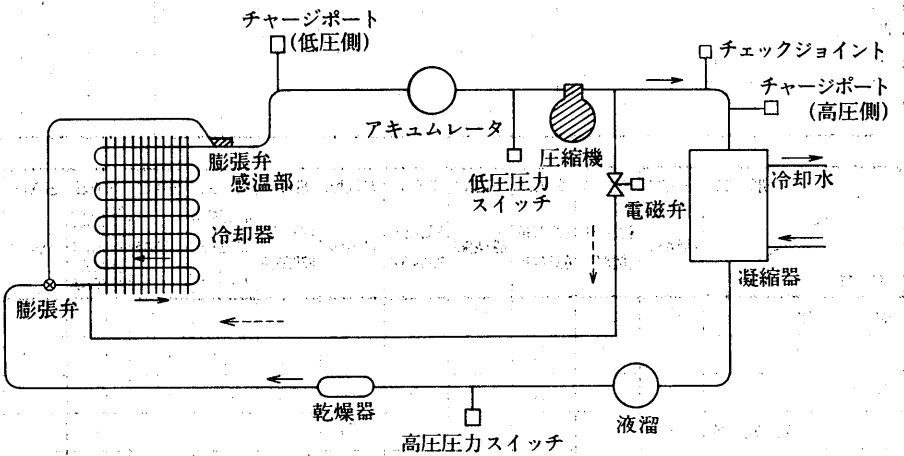 チャージポート
(低圧側)
チェックジョイント
チャージポート
(高圧側)
アキュムレータ
圧縮機
膨張弁
感温部
低圧圧力
スイッチ
電磁弁
冷却水
冷却器
凝縮器
膨張弁
乾燥器
液溜
高圧圧力スイッチ